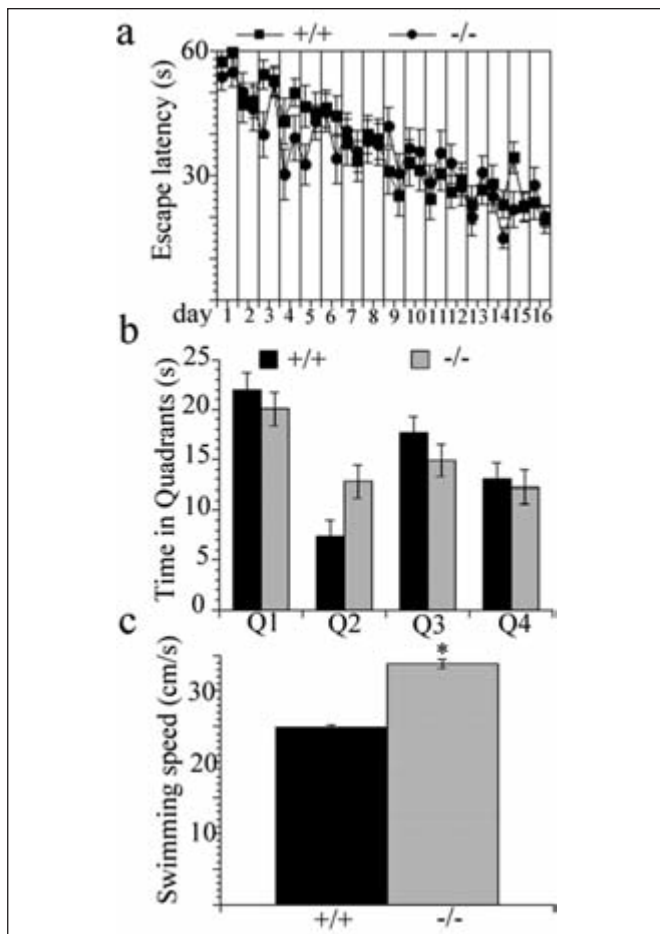 a
+/+ -/-
Escape latency (s)
60
30
day 1 2 3 4 5 6 7 8 9 10 11 12 13 14 15 16
b
+/+ -/-
Time in Quadrants (s)
25
20
15
10
5
0
Q1 Q2 Q3 Q4
c
Swimming speed (cm/s)
30
20
10
*
+/+ -/-